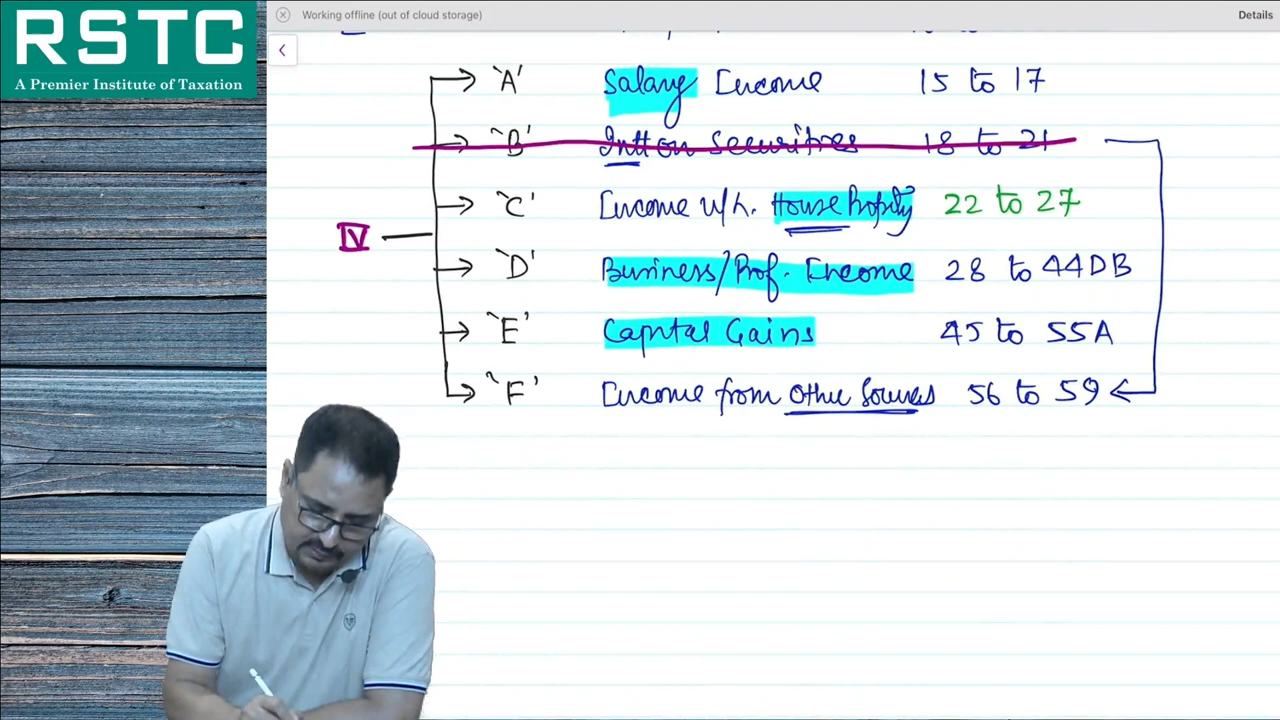 RSTC
A Premier Institute of Taxation
Working offline (out of cloud storage)
Details
`A' Salary Income 15 to 17
`B' Intt on Securities 18 to 21
`C' Income u/h. House Property 22 to 27
IV
`D' Business/Prof. Income 28 to 44DB
`E' Capital Gains 45 to 55A
`F' Income from Other Sources 56 to 59